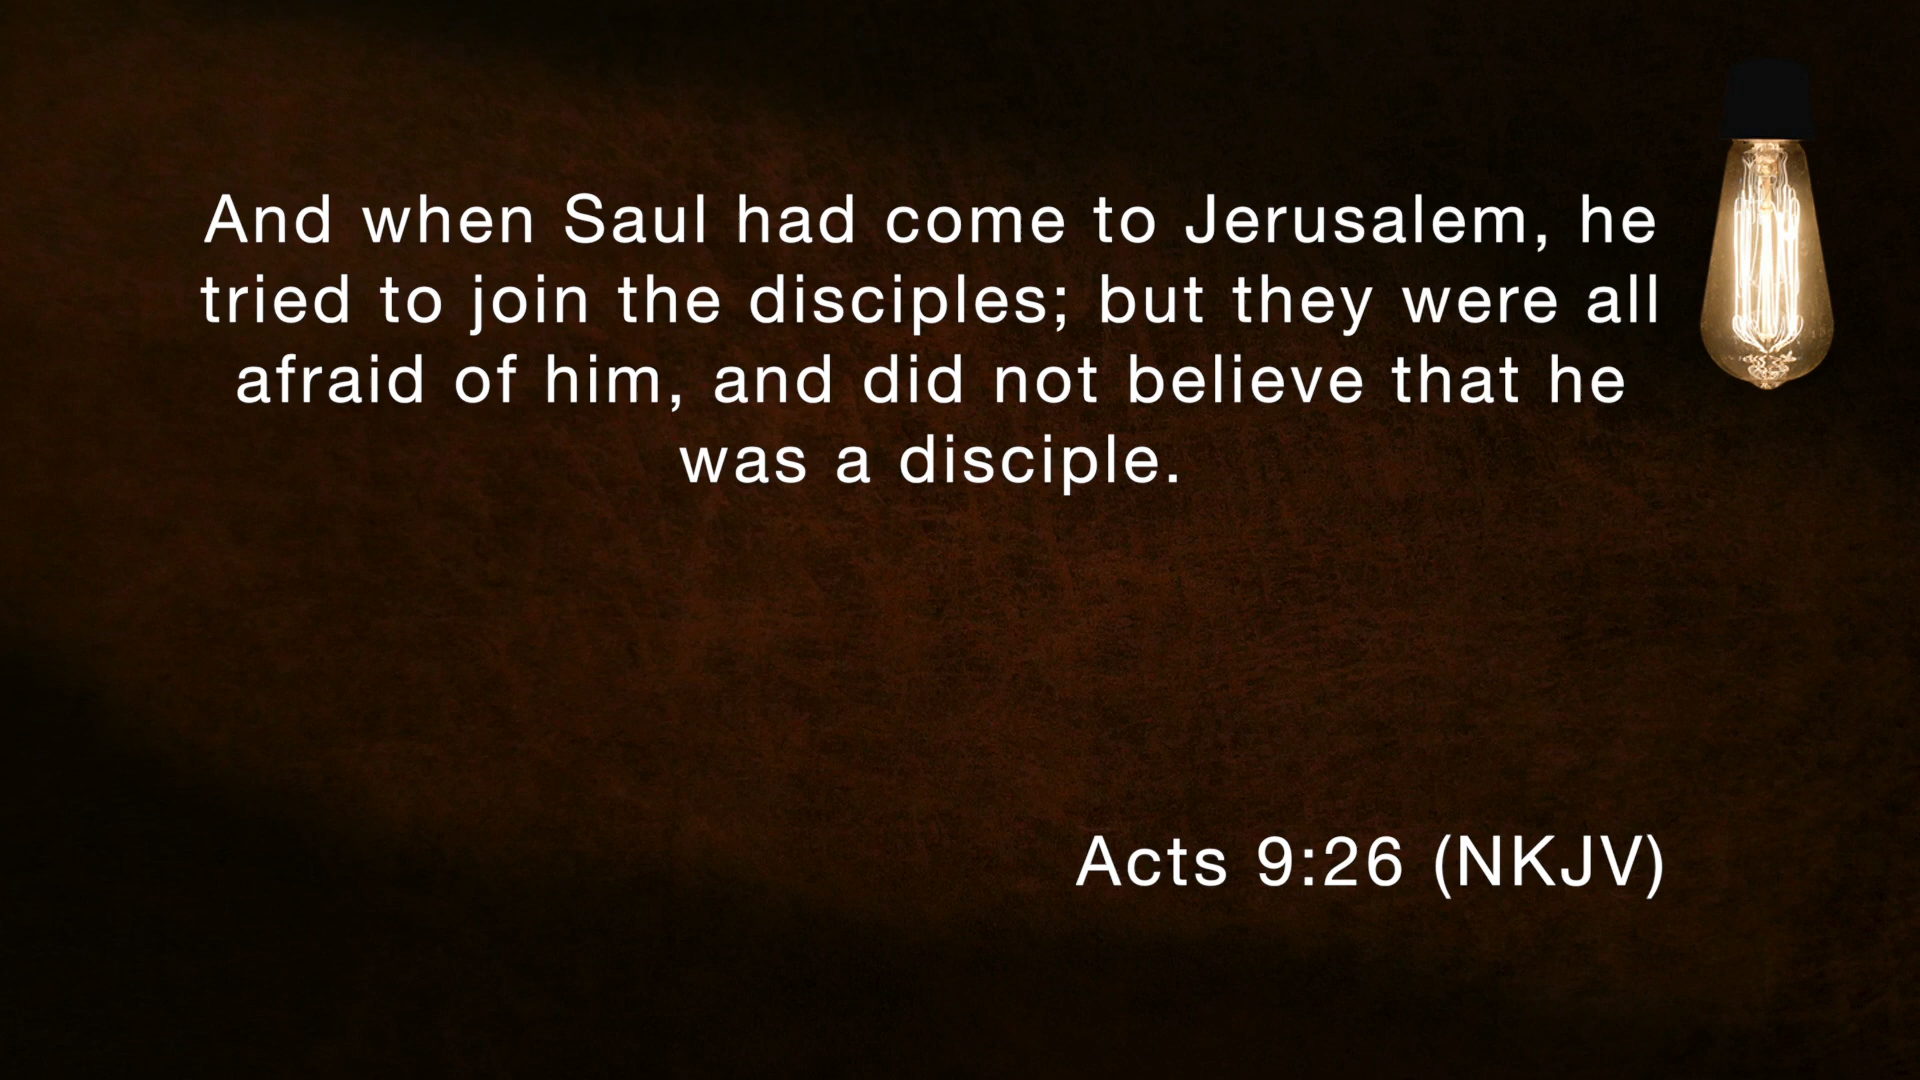 And when Saul had come to Jerusalem, he
tried to join the disciples; but they were all
afraid of him, and did not believe that he
was a disciple.
Acts 9:26 (NKJV)